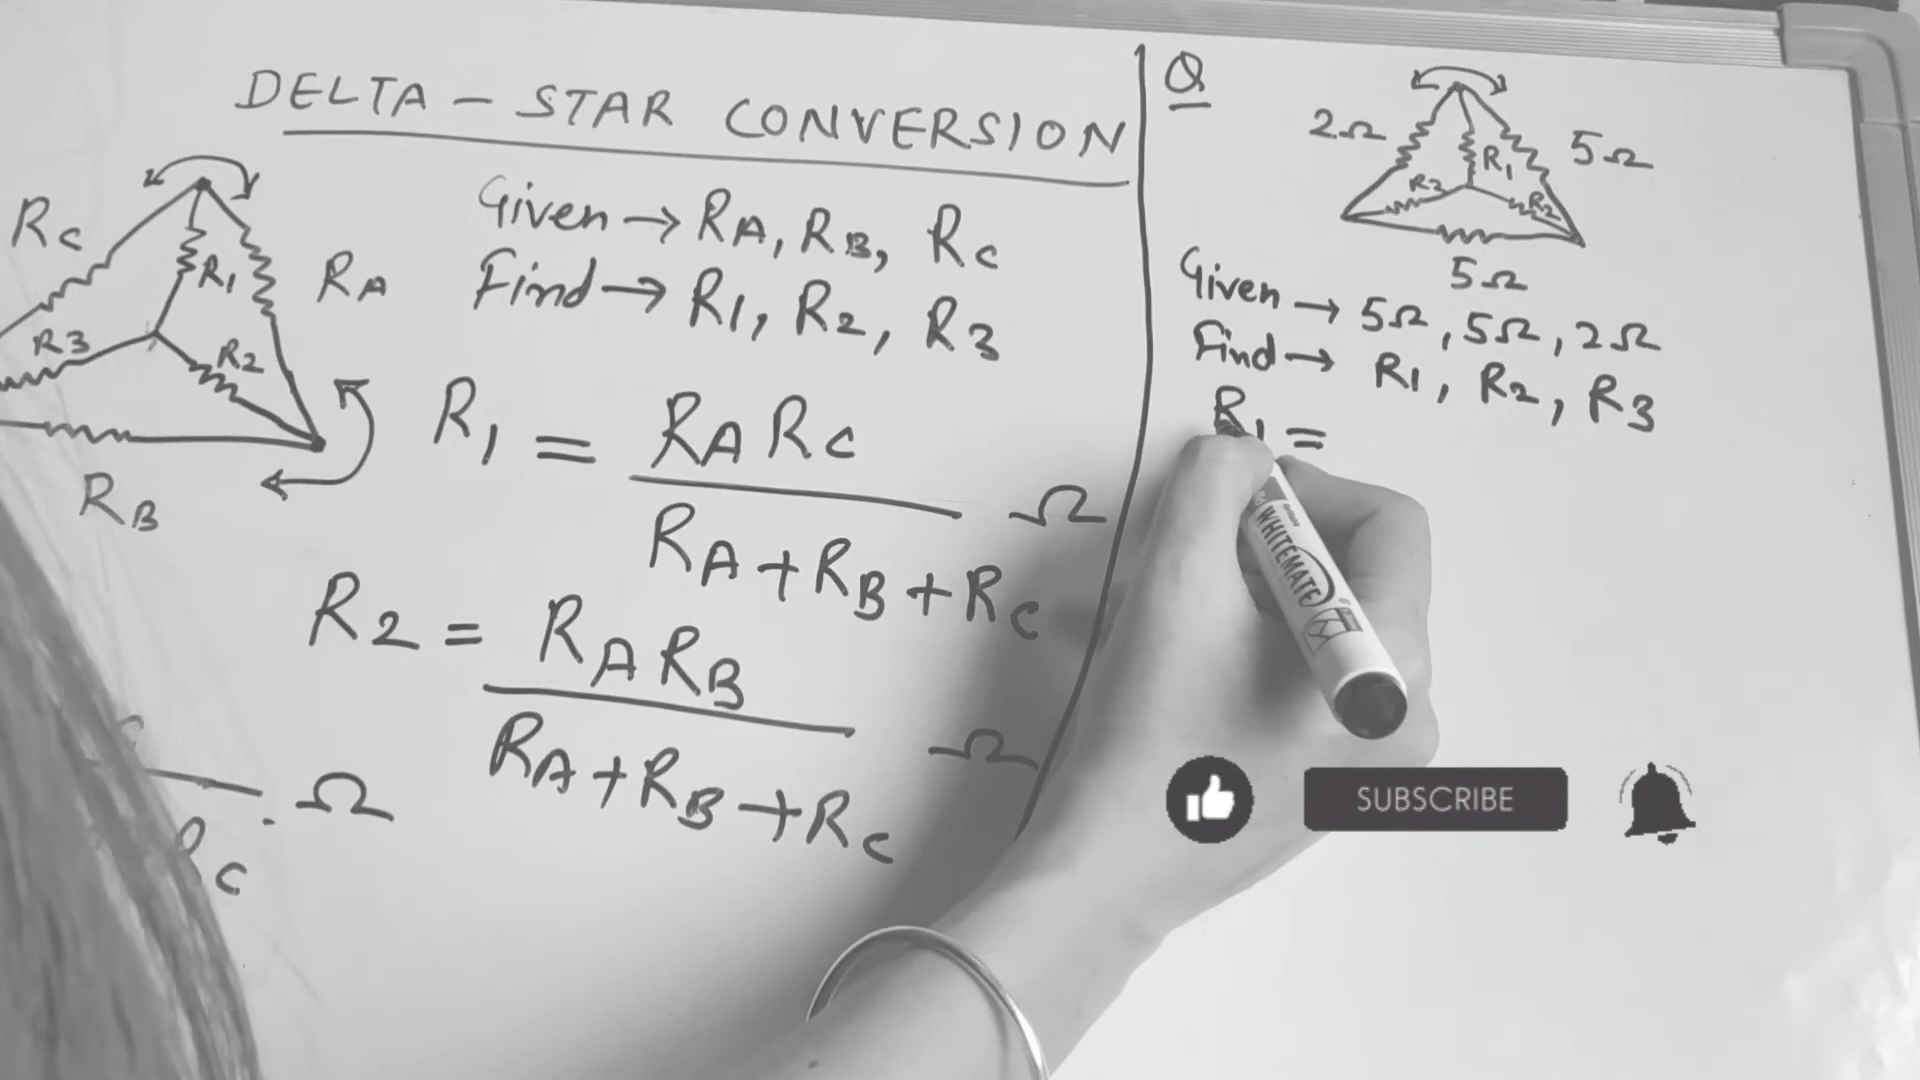 DELTA - STAR CONVERSION
RC
R1
RA
R3
R2
RB
Given → RA, RB, RC
Find → R1, R2, R3
R1 = RA RC
RA + RB + RC Ω
R2 = RA RB
RA + RB + RC Ω
Ω
C
Q
2Ω
5Ω
R1
R3
R2
5Ω
Given → 5Ω, 5Ω, 2Ω
Find → R1, R2, R3
R1 =
WHITEMATE
SUBSCRIBE